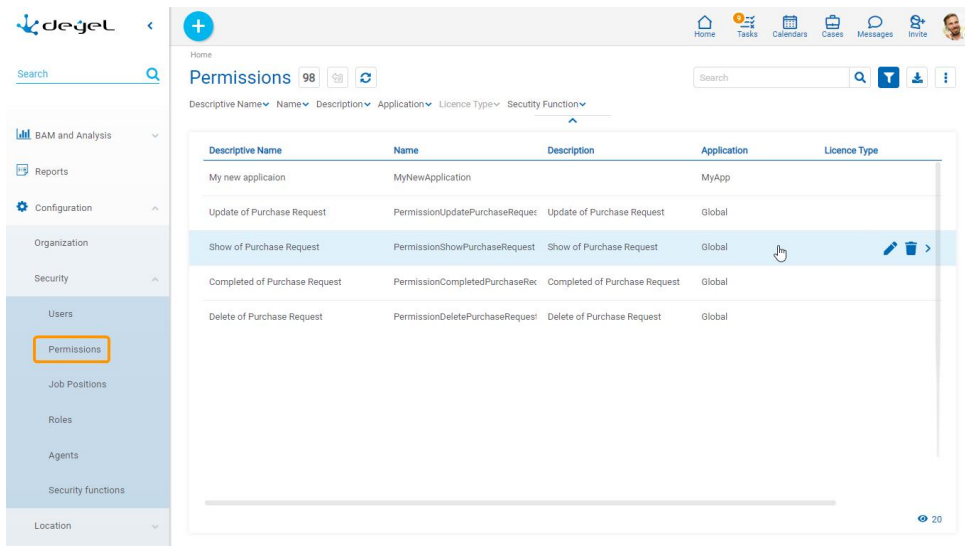 deyel
Home
9
Tasks
Calendars
Cases
Messages
Invite
Search
BAM and Analysis
Reports
Configuration
Organization
Security
Users
Permissions
Job Positions
Roles
Agents
Security functions
Location
Home
Permissions 98
Search
Descriptive Name Name Description Application Licence Type Secutity Function
Descriptive Name Name Description Application Licence Type
My new applicaion MyNewApplication MyApp
Update of Purchase Request PermissionUpdatePurchaseReques Update of Purchase Request Global
Show of Purchase Request PermissionShowPurchaseRequest Show of Purchase Request Global
Completed of Purchase Request PermissionCompletedPurchaseRec Completed of Purchase Request Global
Delete of Purchase Request PermissionDeletePurchaseRequest Delete of Purchase Request Global
20